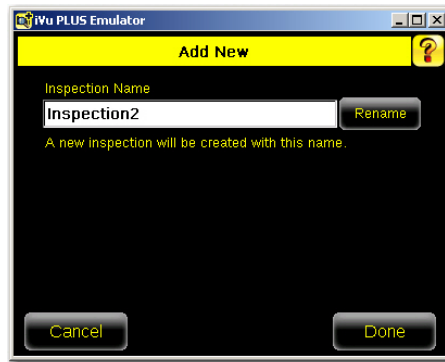 iVu PLUS Emulator
Add New
?
Inspection Name
Inspection2
Rename
A new inspection will be created with this name.
Cancel
Done